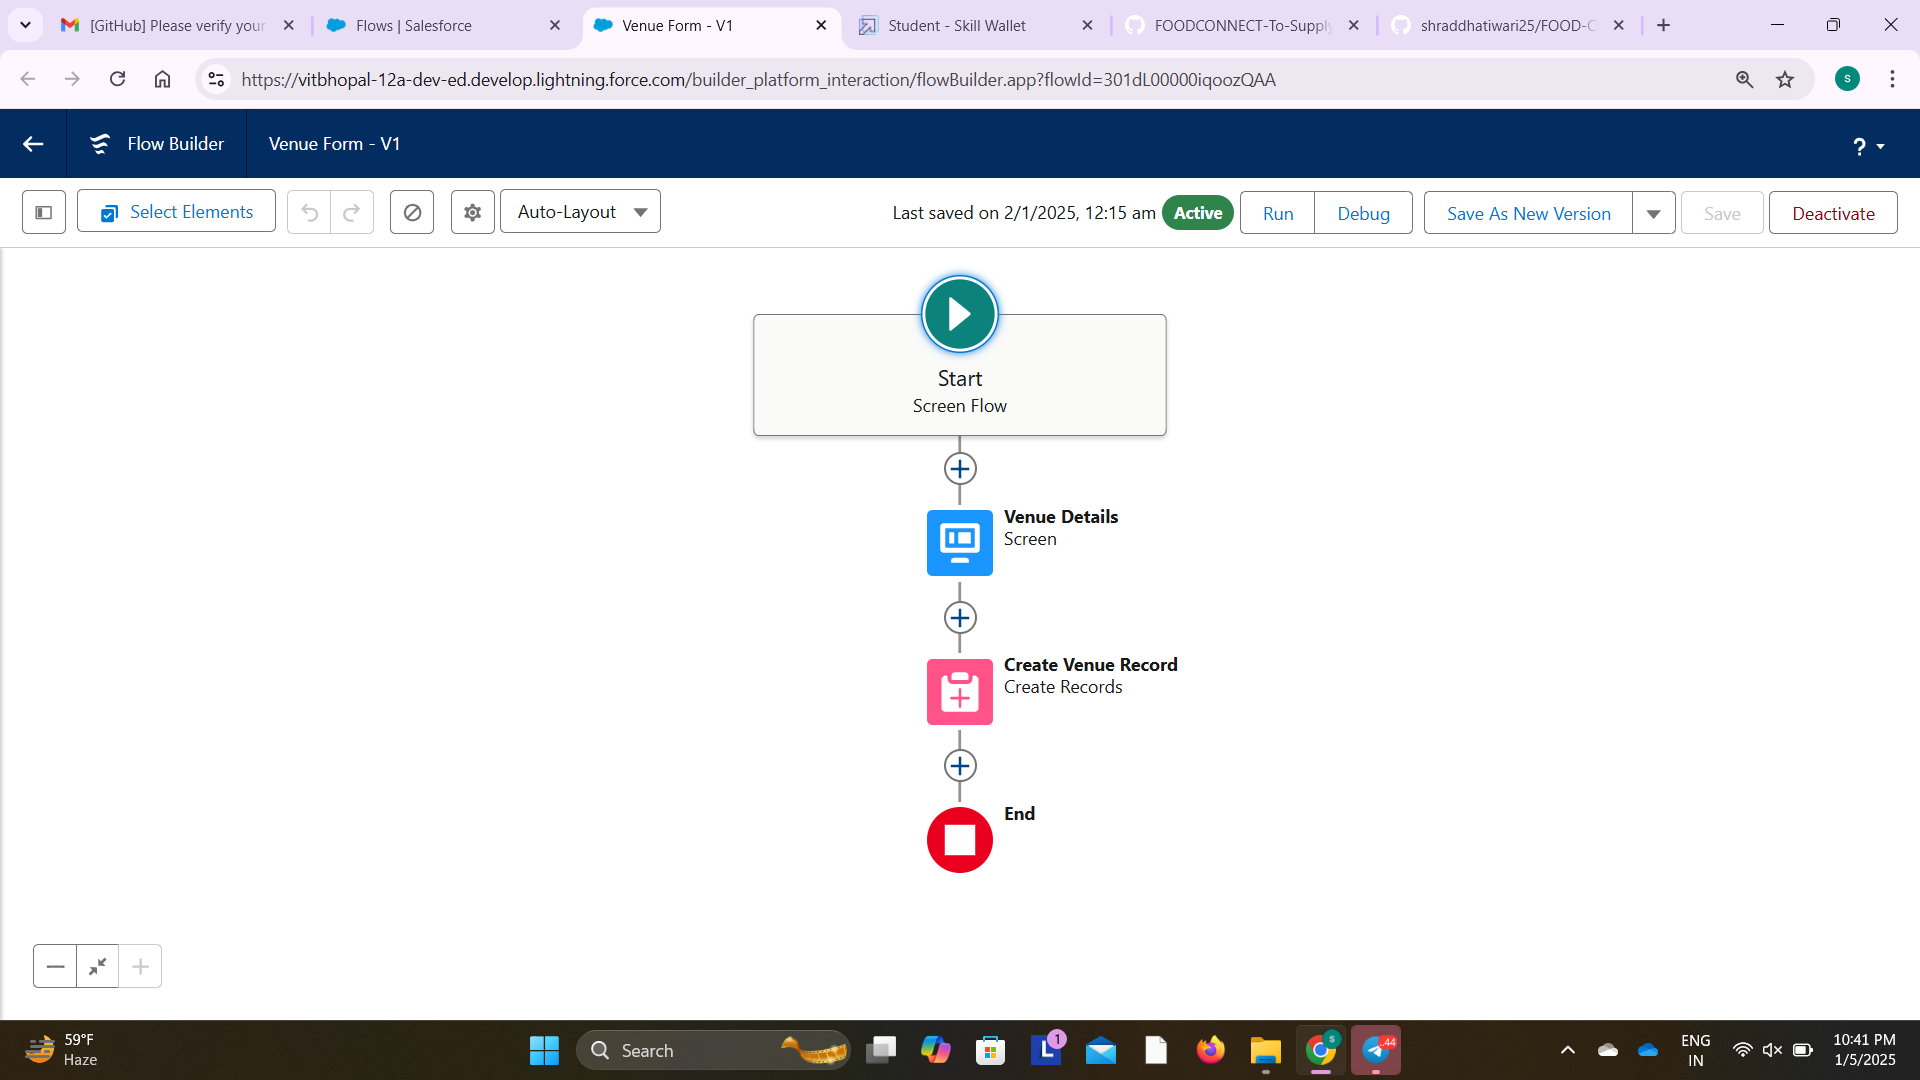 [GitHub] Please verify your
Flows | Salesforce
Venue Form - V1
Student - Skill Wallet
FOODCONNECT-To-Supply
shraddhatiwari25/FOOD-C
https://vitbhopal-12a-dev-ed.develop.lightning.force.com/builder_platform_interaction/flowBuilder.app?flowId=301dL00000iqoozQAA
S
Flow Builder
Venue Form - V1
?
Select Elements
Auto-Layout
Last saved on 2/1/2025, 12:15 am
Active
Run
Debug
Save As New Version
Save
Deactivate
Start
Screen Flow
Venue Details
Screen
Create Venue Record
Create Records
End
59°F
Haze
Search
L
1
S
.44
ENG
IN
10:41 PM
1/5/2025